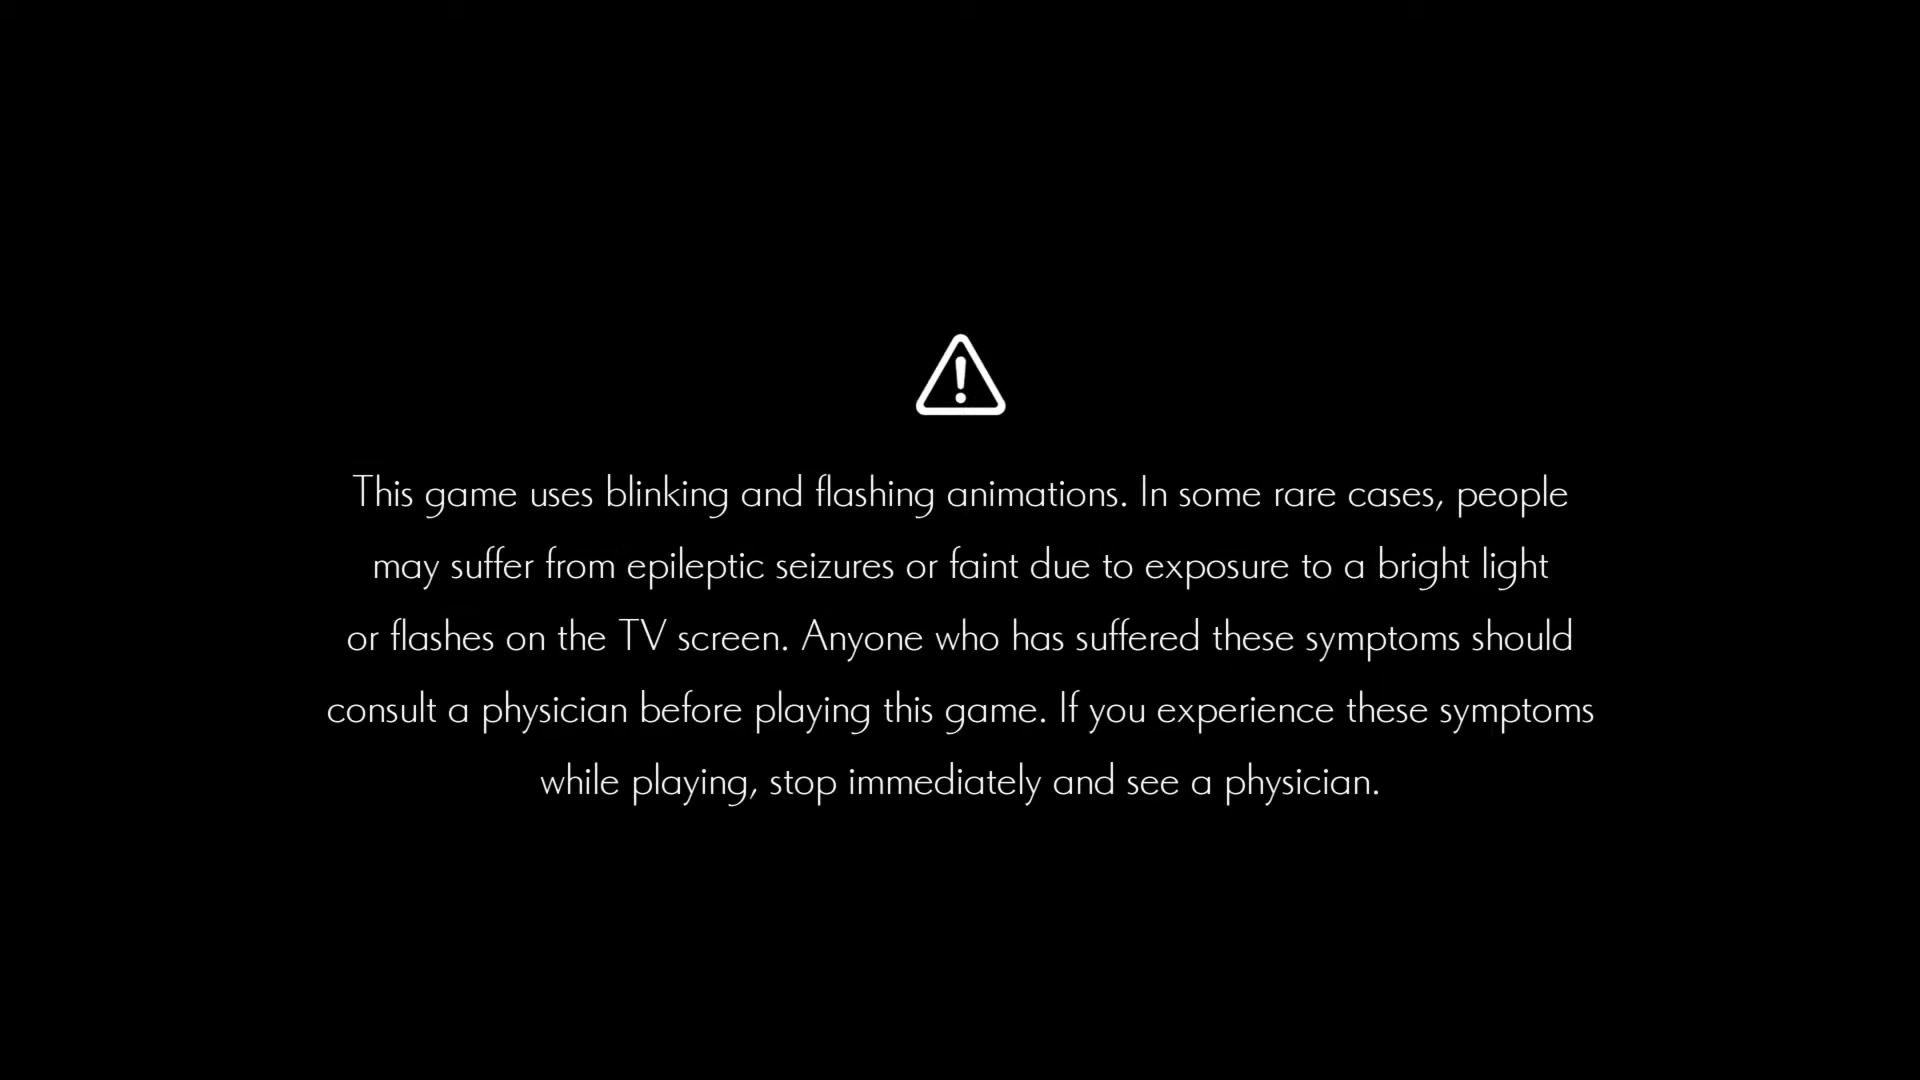 This game uses blinking and flashing animations. In some rare cases, people
may suffer from epileptic seizures or faint due to exposure to a bright light
or flashes on the TV screen. Anyone who has suffered these symptoms should
consult a physician before playing this game. If you experience these symptoms
while playing, stop immediately and see a physician.